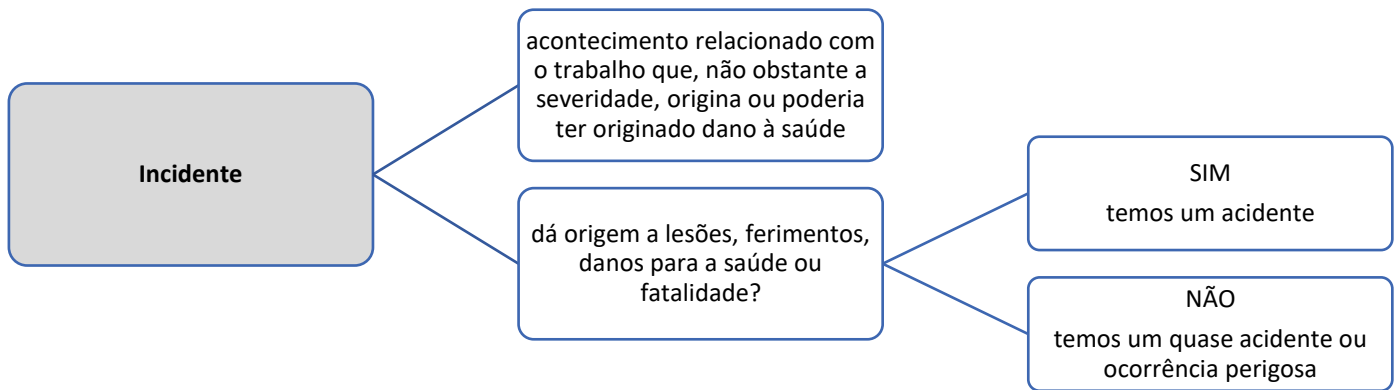 Incidente
acontecimento relacionado com
o trabalho que, não obstante a
severidade, origina ou poderia
ter originado dano à saúde
dá origem a lesões, ferimentos,
danos para a saúde ou
fatalidade?
SIM
temos um acidente
NÃO
temos um quase acidente ou
ocorrência perigosa